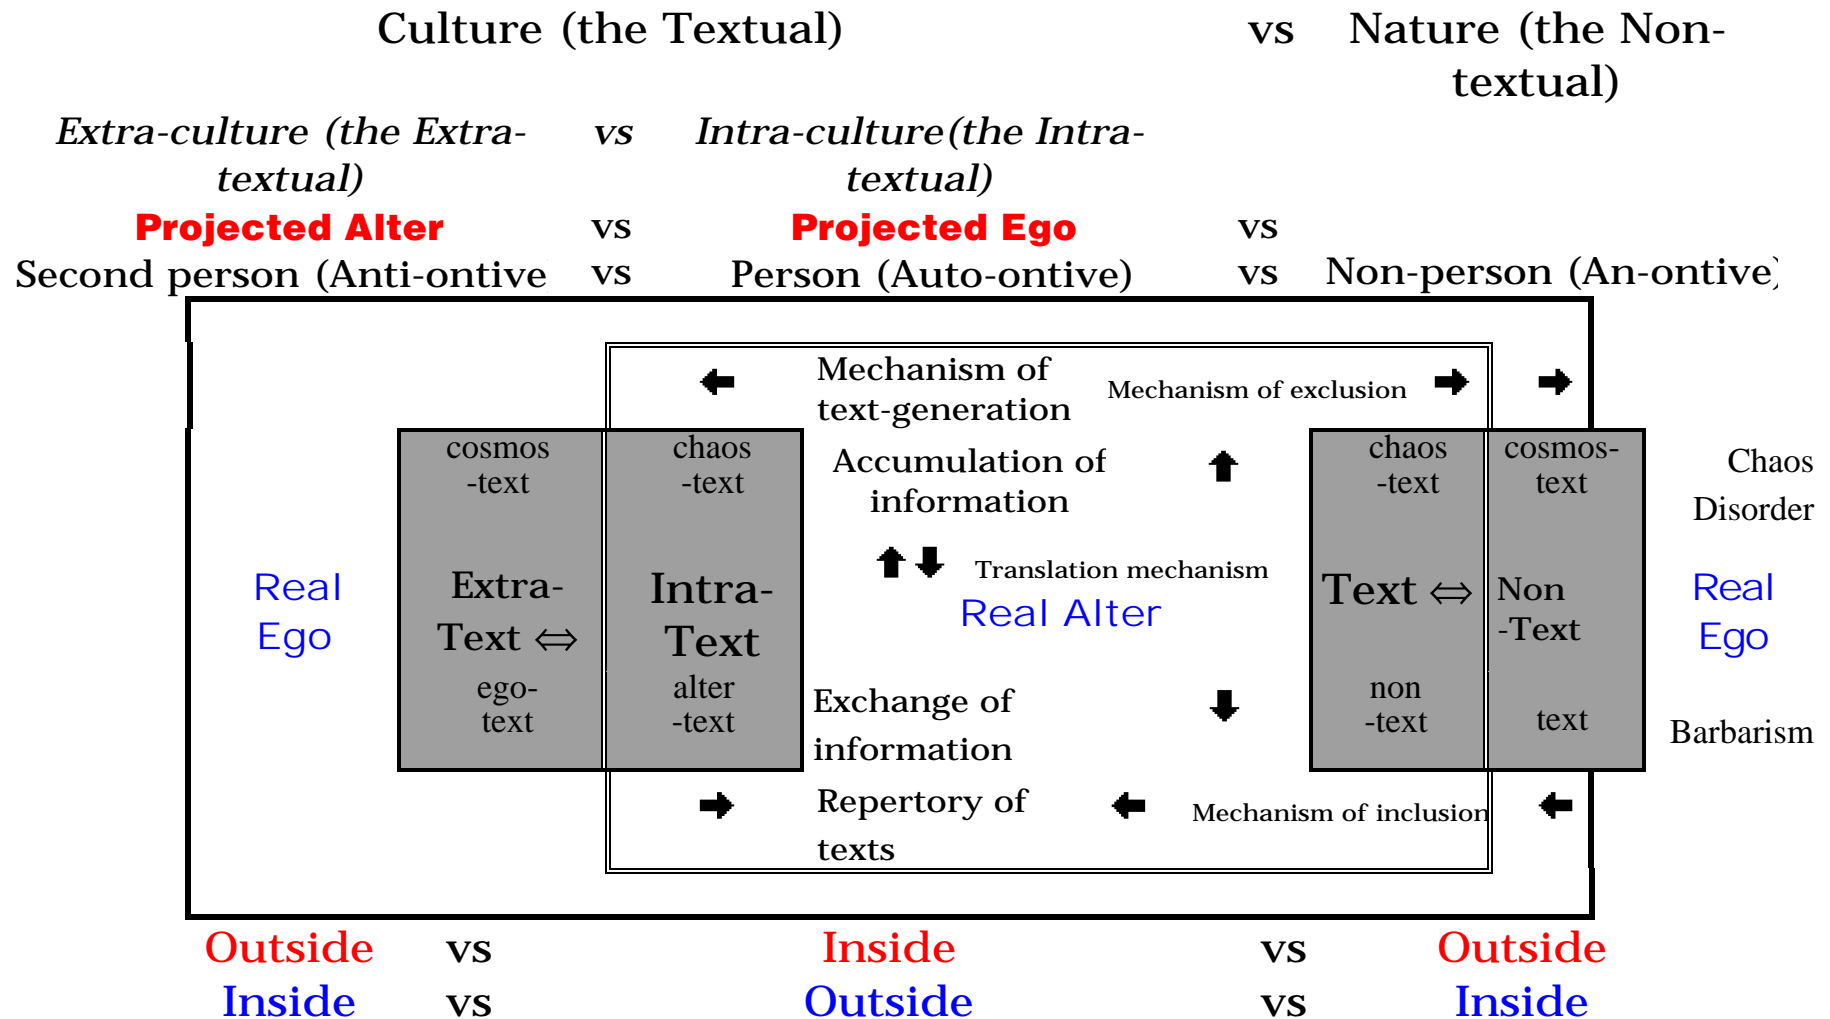 Culture (the Textual) vs Nature (the Non-
textual)
Extra-culture (the Extra- vs Intra-culture(the Intra-
textual) textual)
Projected Alter vs Projected Ego vs
Second person (Anti-ontive vs Person (Auto-ontive) vs Non-person (An-ontive)
Mechanism of
text-generation
Mechanism of exclusion
cosmos
-text
chaos
-text
Accumulation of
information
chaos
-text
cosmos-
text
Chaos
Disorder
Real
Ego
Extra-
Text ⇔
Intra-
Text
Translation mechanism
Real Alter
Text ⇔
Non
-Text
Real
Ego
ego-
text
alter
-text
Exchange of
information
non
-text
text
Barbarism
Repertory of
texts
Mechanism of inclusion
Outside vs Inside vs Outside
Inside vs Outside vs Inside